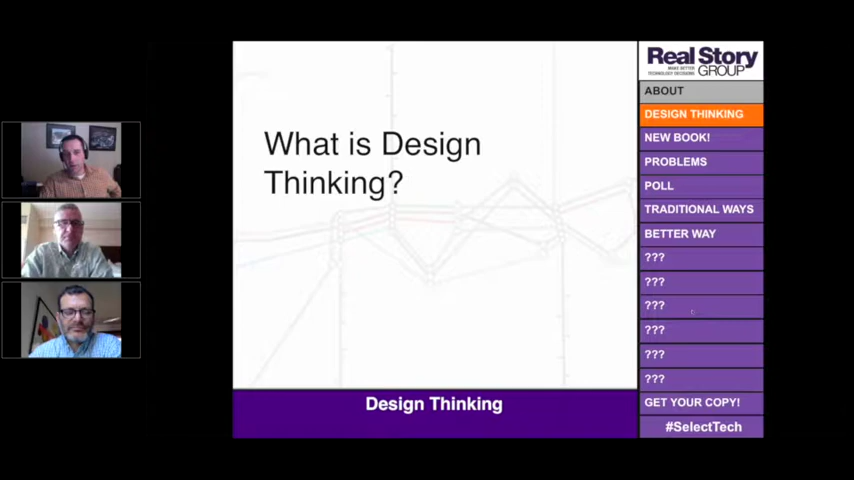 What is Design
Thinking?
Design Thinking
Real Story
MAKE BETTER
TECHNOLOGY DECISIONS
GROUP
ABOUT
DESIGN THINKING
NEW BOOK!
PROBLEMS
POLL
TRADITIONAL WAYS
BETTER WAY
???
???
???
???
???
???
GET YOUR COPY!
#SelectTech